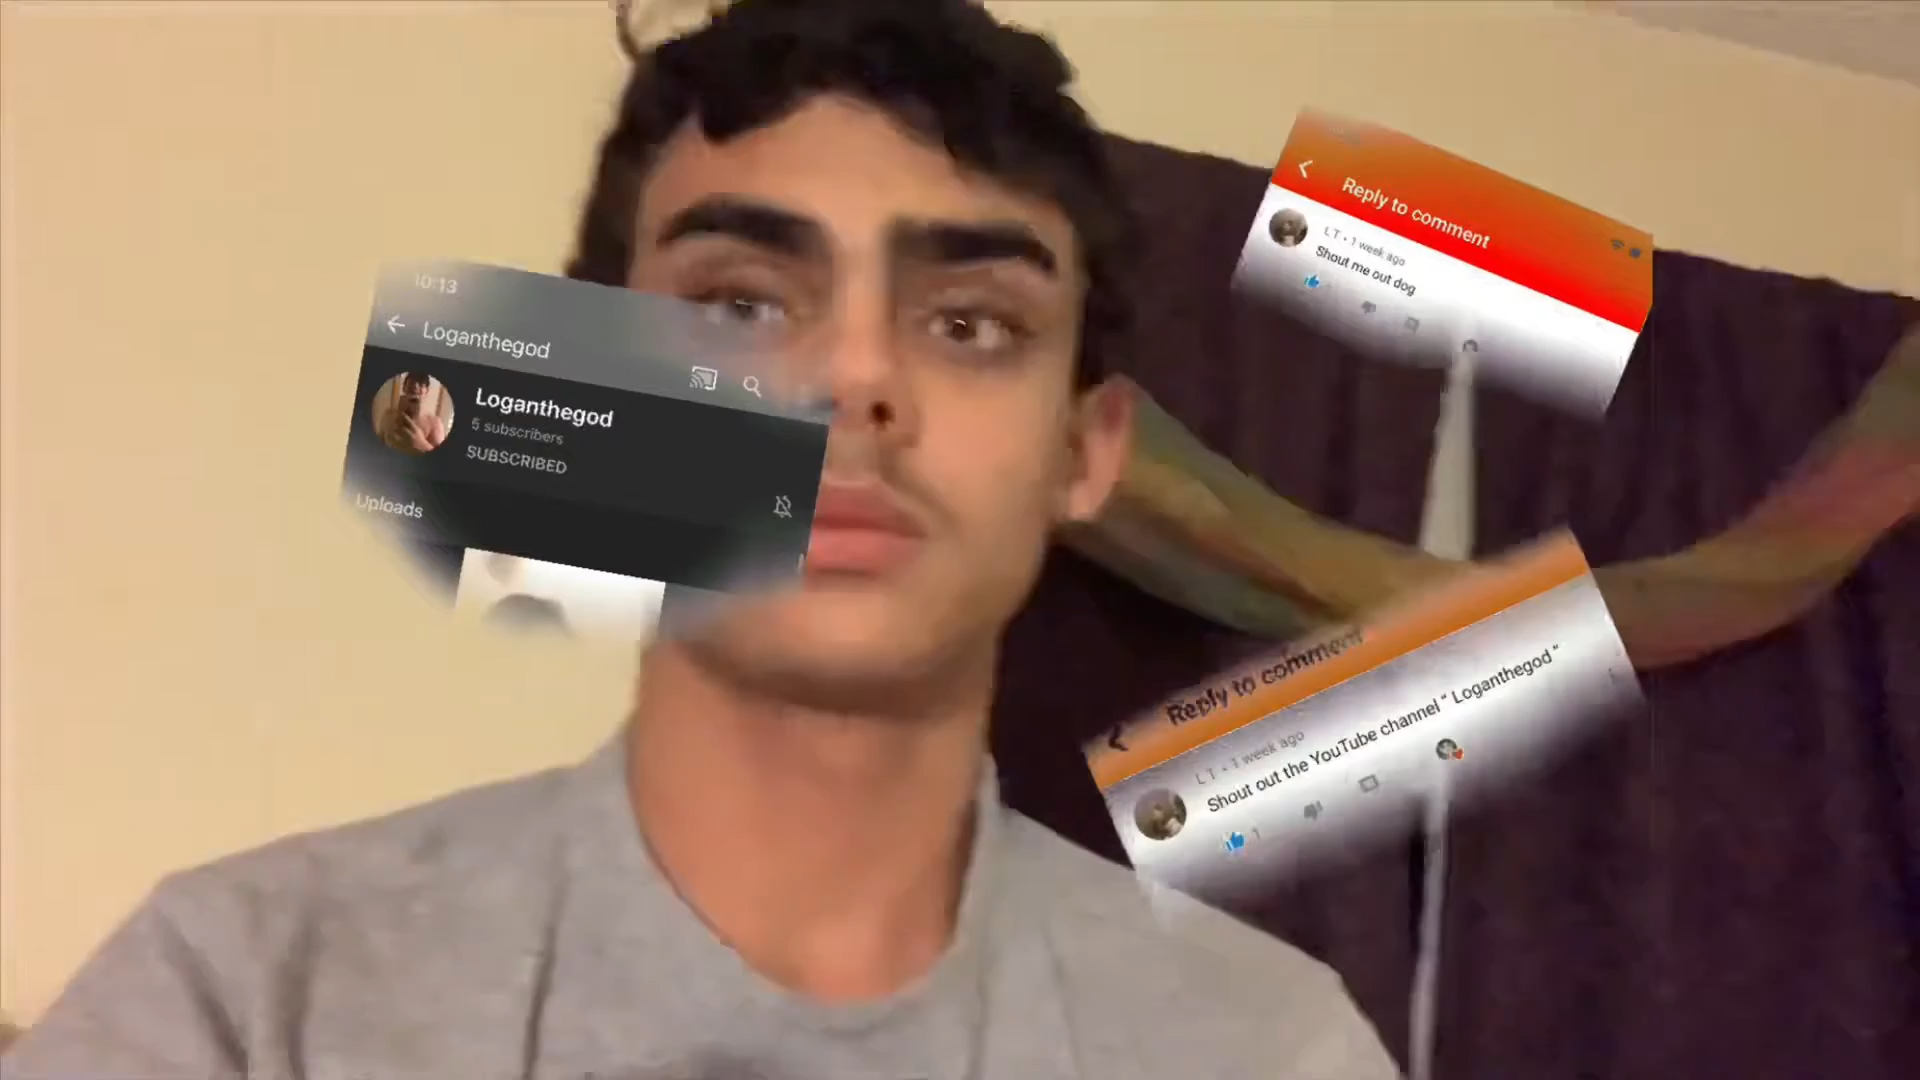 10:13
Loganthegod
Loganthegod
5 subscribers
SUBSCRIBED
Uploads
Reply to comment
L T • 1 week ago
Shout me out dog
Reply to comment
L T • 1 week ago
Shout out the YouTube channel “ Loganthegod “
1